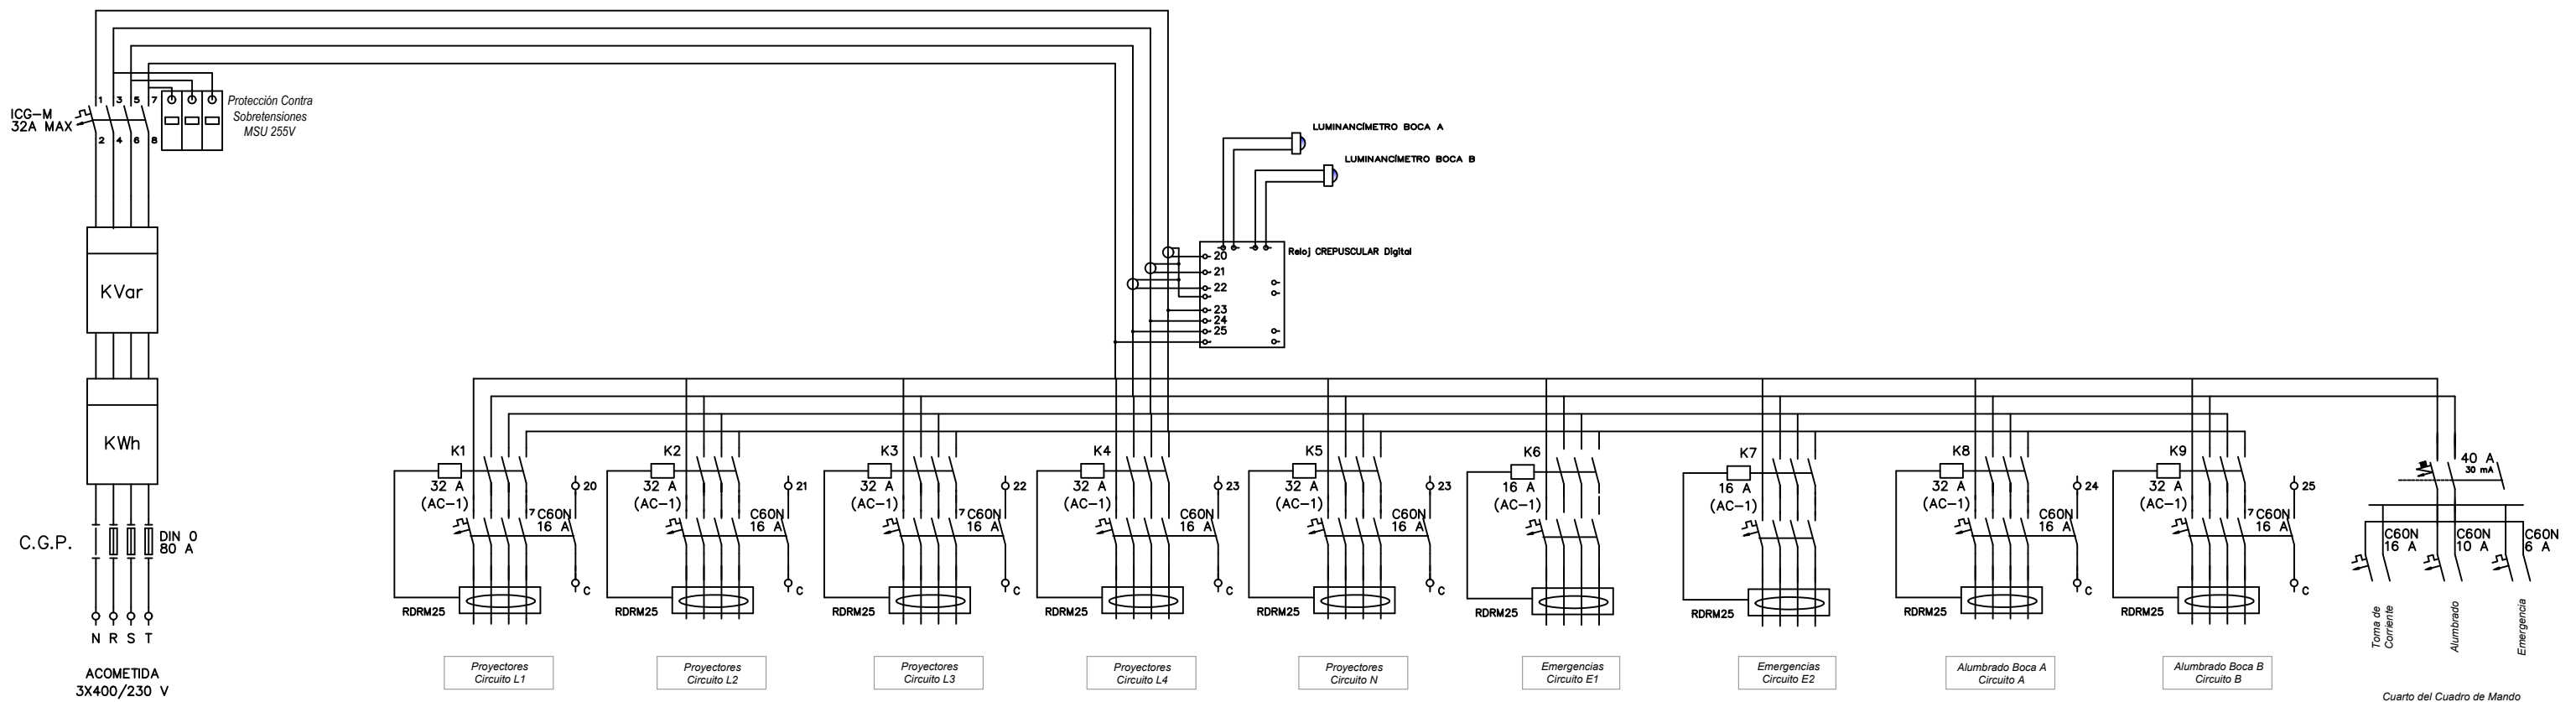 ICG-M
32A MAX
1
3
5
7
2
4
6
8
Protección Contra
Sobretensiones
MSU 255V
KVar
KWh
C.G.P.
DIN 0
80 A
N
R
S
T
ACOMETIDA
3X400/230 V
LUMINANCÍMETRO BOCA A
LUMINANCÍMETRO BOCA B
Reloj CREPUSCULAR Digital
20
21
22
23
24
25
K1
32 A
(AC-1)
7
C60N
16 A
20
C
RDRM25
Proyectores
Circuito L1
K2
32 A
(AC-1)
C60N
16 A
21
C
RDRM25
Proyectores
Circuito L2
K3
32 A
(AC-1)
7
C60N
16 A
22
C
RDRM25
Proyectores
Circuito L3
K4
32 A
(AC-1)
C60N
16 A
23
C
RDRM25
Proyectores
Circuito L4
K5
32 A
(AC-1)
C60N
16 A
23
C
RDRM25
Proyectores
Circuito N
K6
16 A
(AC-1)
RDRM25
Emergencias
Circuito E1
K7
16 A
(AC-1)
RDRM25
Emergencias
Circuito E2
K8
32 A
(AC-1)
C60N
16 A
24
C
RDRM25
Alumbrado Boca A
Circuito A
K9
32 A
(AC-1)
7
C60N
16 A
25
C
RDRM25
Alumbrado Boca B
Circuito B
40 A
30 mA
C60N
16 A
C60N
10 A
C60N
6 A
Toma de
Corriente
Alumbrado
Emergencia
Cuarto del Cuadro de Mando